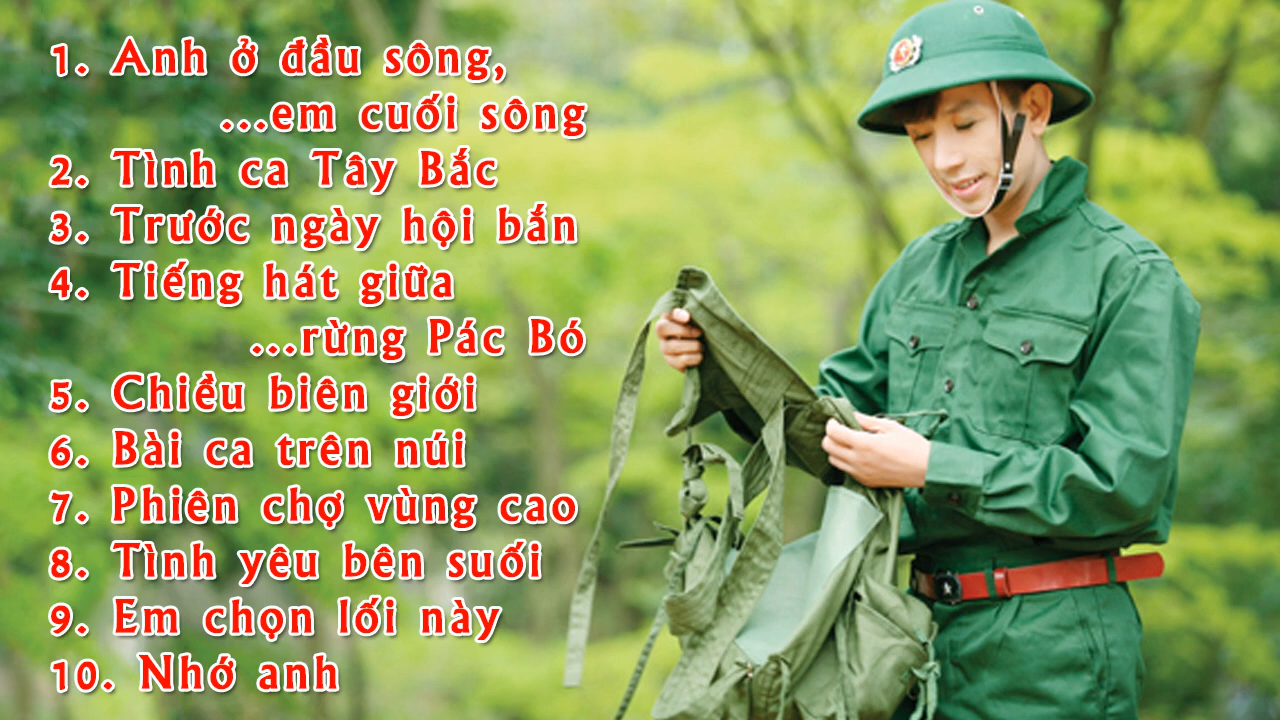 1. Anh ở đầu sông,
...em cuối sông
2. Tình ca Tây Bắc
3. Trước ngày hội bắn
4. Tiếng hát giữa
...rừng Pác Bó
5. Chiều biên giới
6. Bài ca trên núi
7. Phiên chợ vùng cao
8. Tình yêu bên suối
9. Em chọn lối này
10. Nhớ anh